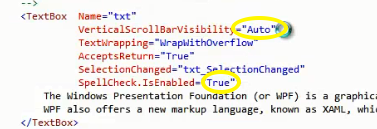 -->
<TextBox Name="txt"
VerticalScrollBarVisibility="Auto"
TextWrapping="WrapWithOverflow"
AcceptsReturn="True"
SelectionChanged="txt_SelectionChanged"
SpellCheck.IsEnabled="True">
The Windows Presentation Foundation (or WPF) is a graphica
WPF also offers a new markup language, known as XAML, whic
</TextBox>